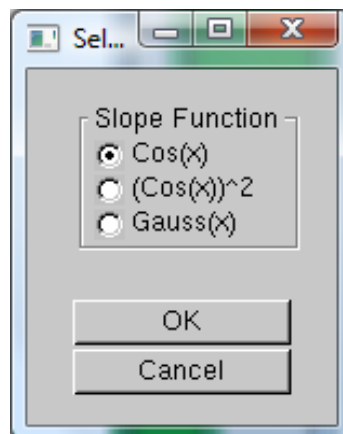 Sel...
Slope Function
Cos(x)
(Cos(x))^2
Gauss(x)
OK
Cancel